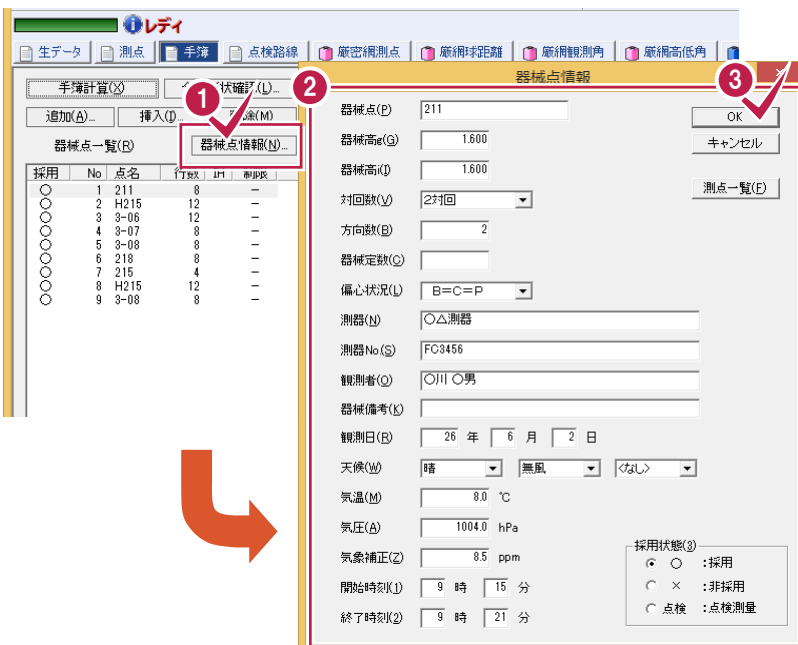 レディ
生データ 測点 手簿 点検路線 厳密網測点 厳網球距離 厳網観測角 厳網高低角
手簿計算(X) 状確認(L)...
追加(A)... 挿入(I)... 除(M)
器械点一覧(R) 器械点情報(N)...
採用 No 点名 行数 IH 制限
○ 1 211 8 −
○ 2 H215 12 −
○ 3 3-06 12 −
○ 4 3-07 8 −
○ 5 3-08 8 −
○ 6 218 8 −
○ 7 215 4 −
○ 8 H215 12 −
○ 9 3-08 8 −
1
2
3
器械点情報
器械点(P) 211
器械高g(G) 1.600
器械高i(I) 1.600
対回数(V) 2対回
方向数(B) 2
器械定数(C)
偏心状況(L) B=C=P
測器(N) ○△測器
測器No.(S) FC3456
観測者(O) ○川 ○男
器械備考(K)
観測日(R) 26 年 6 月 2 日
天候(W) 晴 無風 <なし>
気温(M) 8.0 ℃
気圧(A) 1004.0 hPa
気象補正(Z) 8.5 ppm
開始時刻(1) 9 時 15 分
終了時刻(2) 9 時 21 分
OK
キャンセル
測点一覧(F)
採用状態(3)
○ :採用
× :非採用
点検 :点検測量